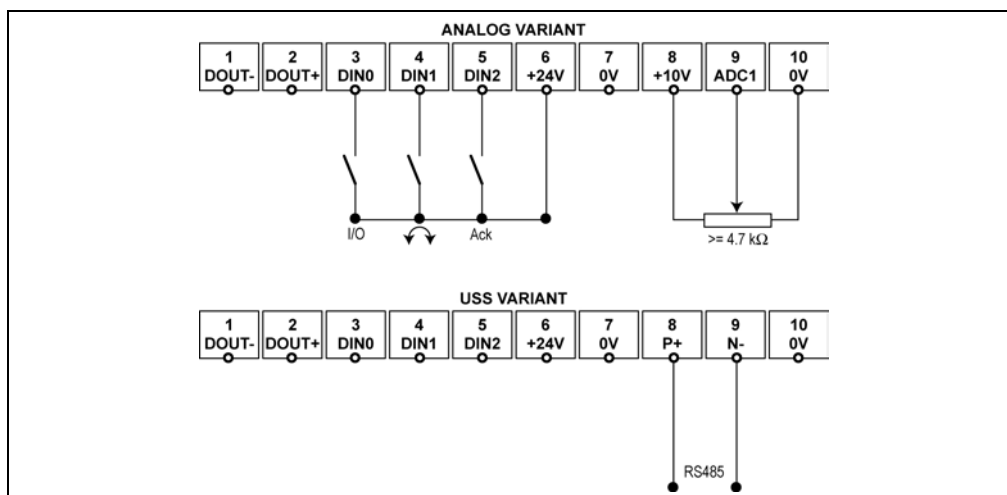 ANALOG VARIANT
1 2 3 4 5 6 7 8 9 10
DOUT- DOUT+ DIN0 DIN1 DIN2 +24V 0V +10V ADC1 0V
I/O Ack >= 4.7 kΩ
USS VARIANT
1 2 3 4 5 6 7 8 9 10
DOUT- DOUT+ DIN0 DIN1 DIN2 +24V 0V P+ N- 0V
RS485